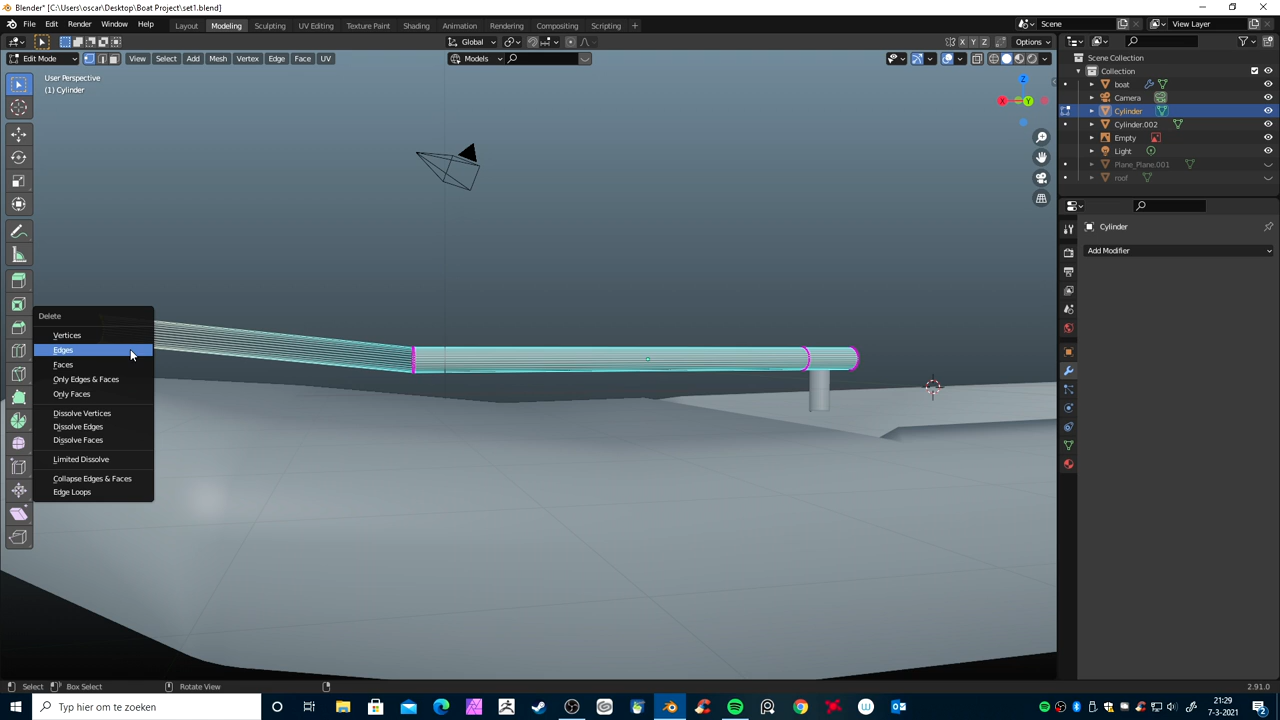 Blender* [C:\Users\oscar\Desktop\Boat Project\set1.blend]
File Edit Render Window Help Layout Modeling Sculpting UV Editing Texture Paint Shading Animation Rendering Compositing Scripting + Scene View Layer
Global Options
Edit Mode View Select Add Mesh Vertex Edge Face UV Models
User Perspective
(1) Cylinder
Scene Collection
Collection
boat
Camera
Cylinder
Cylinder.002
Empty
Light
Plane_Plane.001
roof
Cylinder
Add Modifier
X Y Z
Z
X Y
Delete
Vertices
Edges
Faces
Only Edges & Faces
Only Faces
Dissolve Vertices
Dissolve Edges
Dissolve Faces
Limited Dissolve
Collapse Edges & Faces
Edge Loops
Select Box Select Rotate View 2.91.0
Typ hier om te zoeken
21:29
7-3-2021